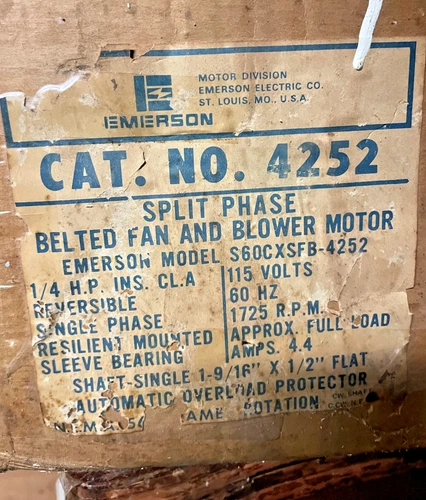 MOTOR DIVISION
EMERSON ELECTRIC CO.
ST. LOUIS, MO., U.S.A.
EMERSON
CAT. NO. 4252
SPLIT PHASE
BELTED FAN AND BLOWER MOTOR
EMERSON MODEL S60CXSFB-4252
1/4 H.P. INS. CL.A
REVERSIBLE
SINGLE PHASE
RESILIENT MOUNTED
SLEEVE BEARING
115 VOLTS
60 HZ
1725 R.P.M.
APPROX. FULL LOAD
AMPS. 4.4
SHAFT-SINGLE 1-9/16" X 1/2" FLAT
AUTOMATIC OVERLOAD PROTECTOR
ROTATION